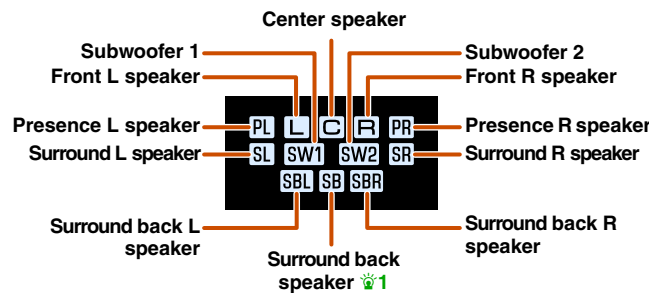 Center speaker
Subwoofer 1
Subwoofer 2
Front L speaker
Front R speaker
Presence L speaker
PL L C R PR
Presence R speaker
Surround L speaker
SL SW1 SW2 SR
Surround R speaker
SBL SB SBR
Surround back L
speaker
Surround back
speaker 1
Surround back R
speaker